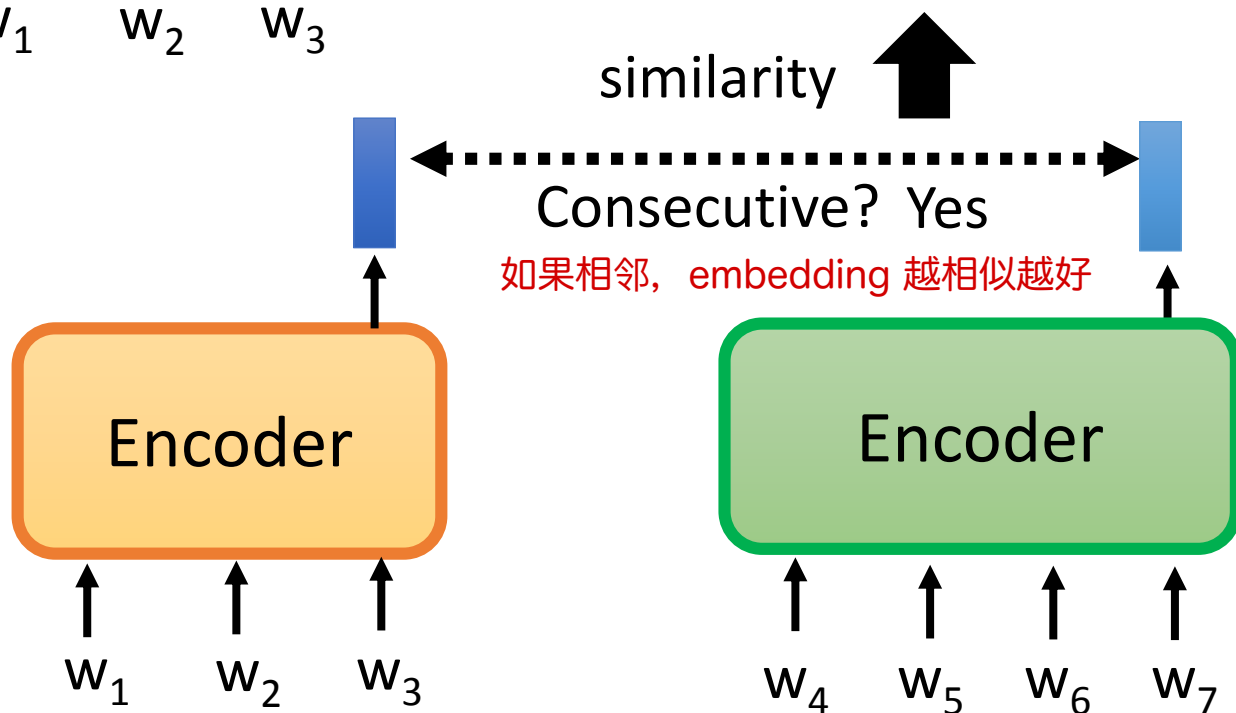 w₁ w₂ w₃
similarity
Consecutive? Yes
如果相邻，embedding 越相似越好
Encoder Encoder
w₁ w₂ w₃ w₄ w₅ w₆ w₇